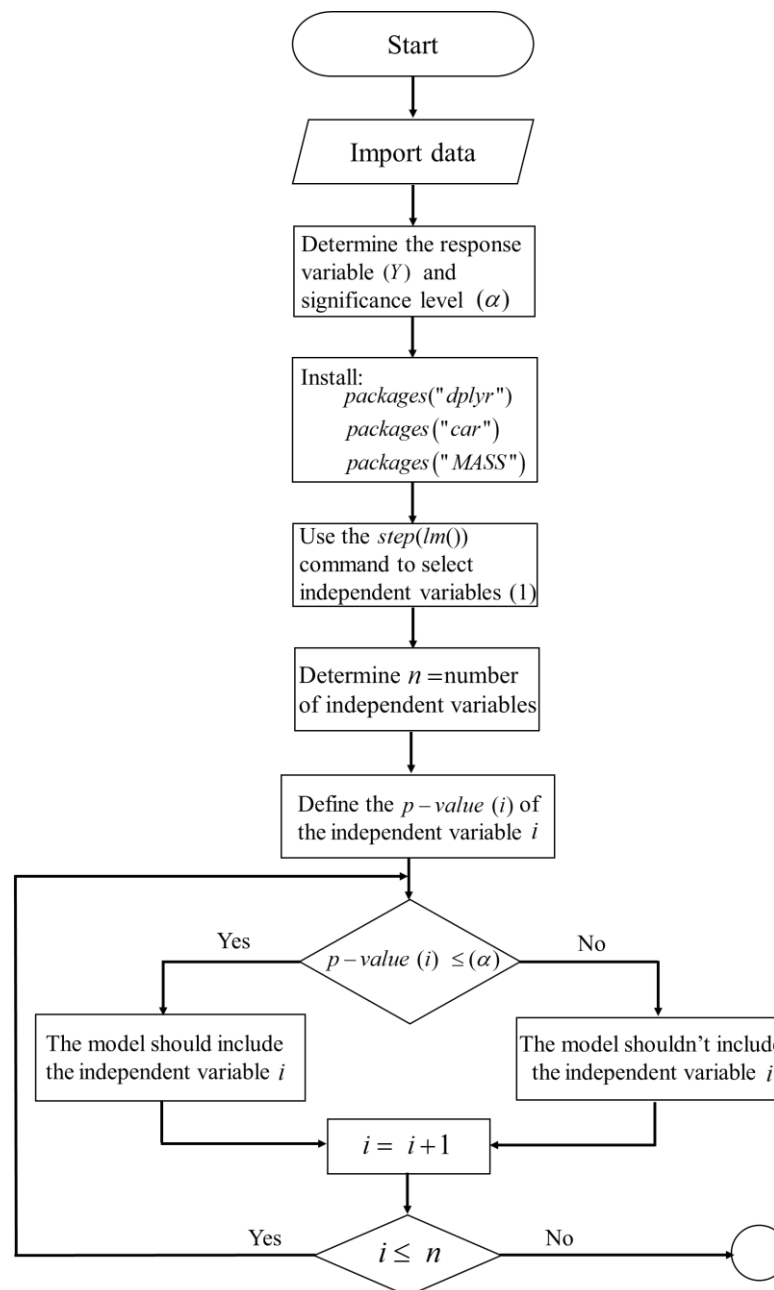 Start
Import data
Determine the response
variable (Y) and
significance level (α)
Install:
packages("dplyr")
packages("car")
packages("MASS")
Use the step(lm())
command to select
independent variables (1)
Determine n =number
of independent variables
Define the p – value (i) of
the independent variable i
Yes
No
p – value (i) ≤(α)
The model should include
the independent variable i
The model shouldn't include
the independent variable i
i = i+1
Yes
No
i ≤ n